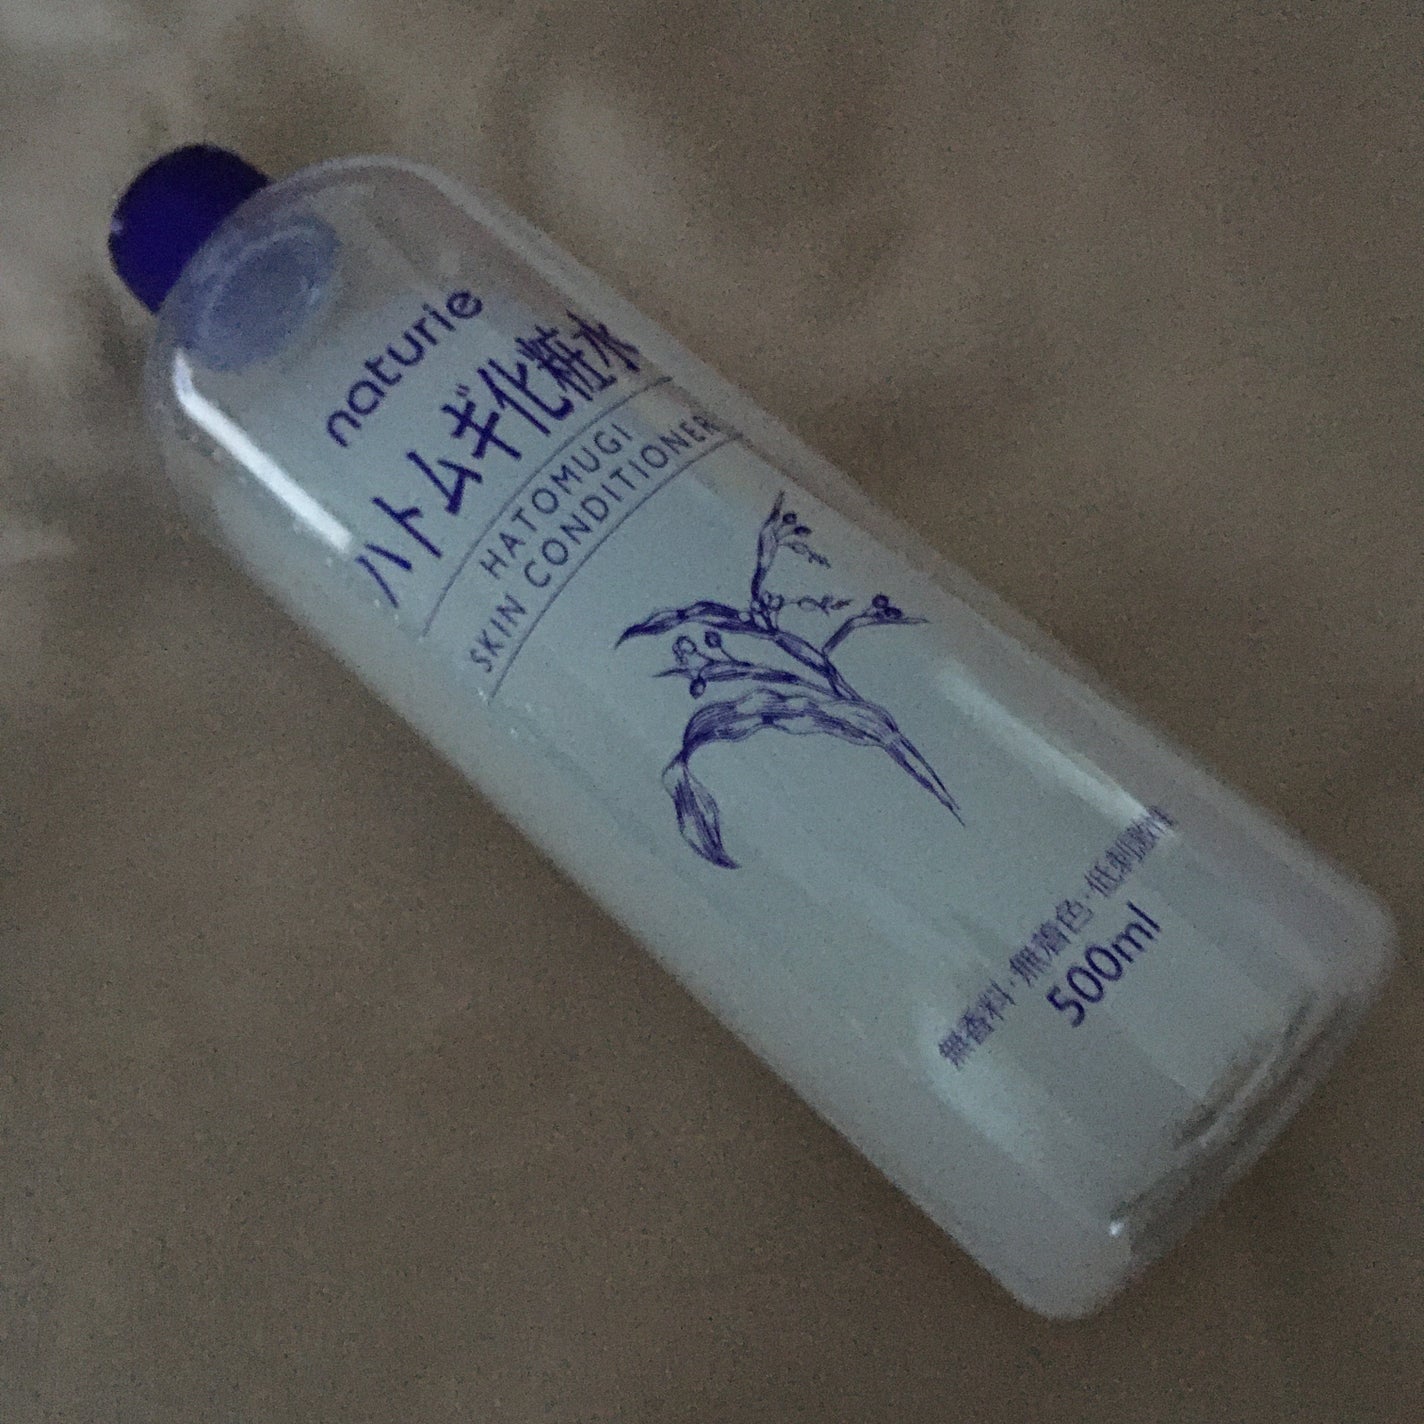 naturie
ハトムギ化粧水
HATOMUGI
SKIN CONDITIONER
無香料・無着色・低刺激性
500ml